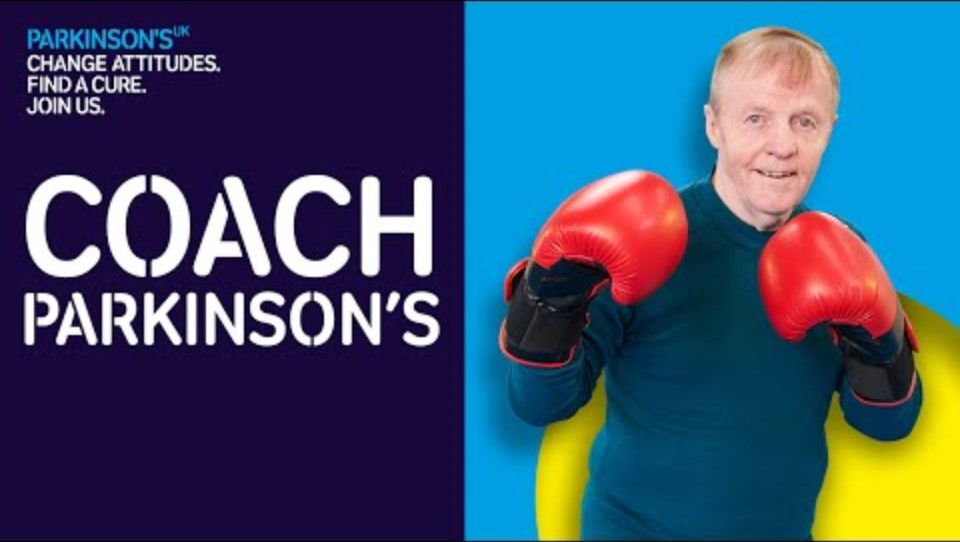 PARKINSON'S UK
CHANGE ATTITUDES.
FIND A CURE.
JOIN US.
COACH
PARKINSON'S